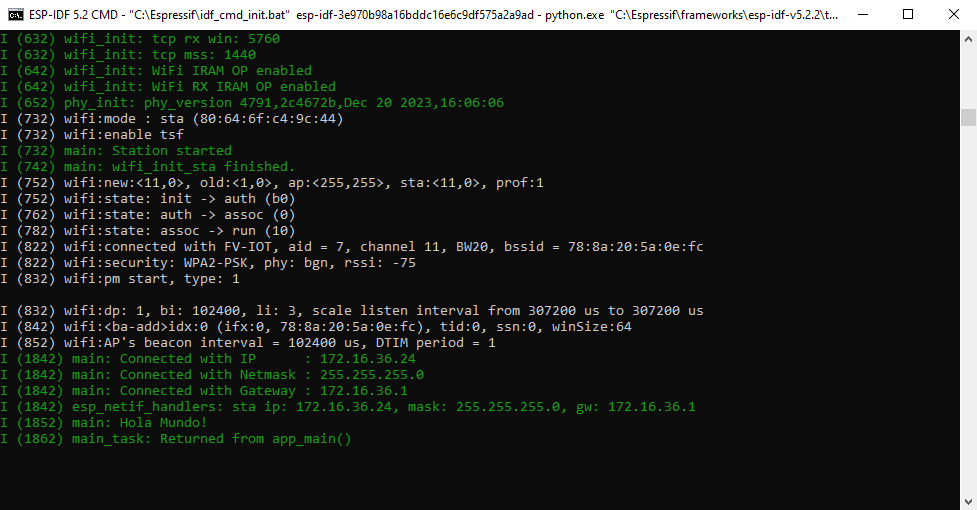 ESP-IDF 5.2 CMD - "C:\Espressif\idf_cmd_init.bat"  esp-idf-3e970b98a16bddc16e6c9df575a2a9ad - python.exe  "C:\Espressif\frameworks\esp-idf-v5.2.2\t...
I (632) wifi_init: tcp rx win: 5760
I (632) wifi_init: tcp mss: 1440
I (642) wifi_init: WiFi IRAM OP enabled
I (642) wifi_init: WiFi RX IRAM OP enabled
I (652) phy_init: phy_version 4791,2c4672b,Dec 20 2023,16:06:06
I (732) wifi:mode : sta (80:64:6f:c4:9c:44)
I (732) wifi:enable tsf
I (732) main: Station started
I (742) main: wifi_init_sta finished.
I (752) wifi:new:<11,0>, old:<1,0>, ap:<255,255>, sta:<11,0>, prof:1
I (752) wifi:state: init -> auth (b0)
I (762) wifi:state: auth -> assoc (0)
I (782) wifi:state: assoc -> run (10)
I (822) wifi:connected with FV-IOT, aid = 7, channel 11, BW20, bssid = 78:8a:20:5a:0e:fc
I (822) wifi:security: WPA2-PSK, phy: bgn, rssi: -75
I (832) wifi:pm start, type: 1
I (832) wifi:dp: 1, bi: 102400, li: 3, scale listen interval from 307200 us to 307200 us
I (842) wifi:<ba-add>idx:0 (ifx:0, 78:8a:20:5a:0e:fc), tid:0, ssn:0, winSize:64
I (852) wifi:AP's beacon interval = 102400 us, DTIM period = 1
I (1842) main: Connected with IP      : 172.16.36.24
I (1842) main: Connected with Netmask : 255.255.255.0
I (1842) main: Connected with Gateway : 172.16.36.1
I (1842) esp_netif_handlers: sta ip: 172.16.36.24, mask: 255.255.255.0, gw: 172.16.36.1
I (1852) main: Hola Mundo!
I (1862) main_task: Returned from app_main()